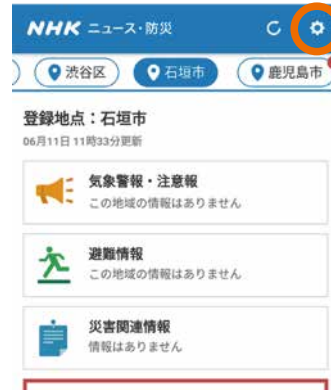 NHK ニュース・防災
渋谷区 石垣市 鹿児島市
登録地点：石垣市
06月11日 11時33分更新
気象警報・注意報
この地域の情報はありません
避難情報
この地域の情報はありません
災害関連情報
情報はありません